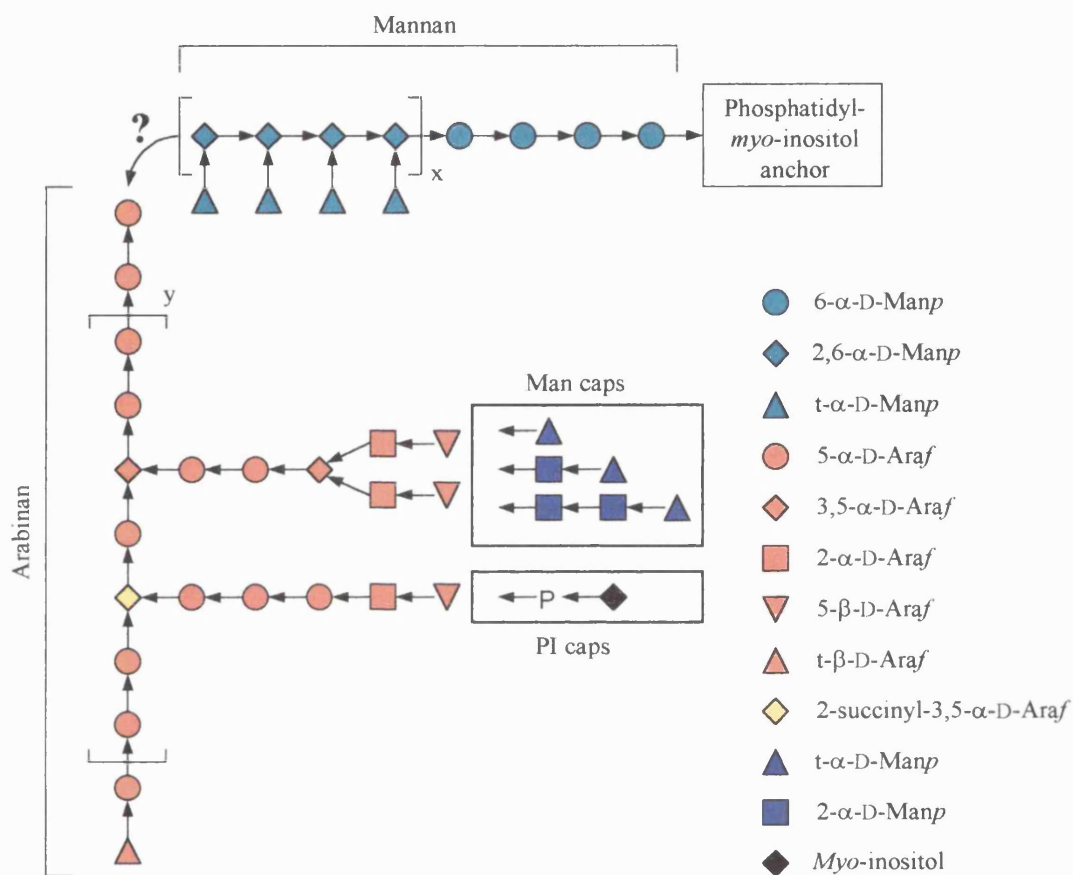 Mannan
?
x
Phosphatidyl-
myo-inositol
anchor
Arabinan
y
Man caps
P
PI caps
6-α-D-Manp
2,6-α-D-Manp
t-α-D-Manp
5-α-D-Araf
3,5-α-D-Araf
2-α-D-Araf
5-β-D-Araf
t-β-D-Araf
2-succinyl-3,5-α-D-Araf
t-α-D-Manp
2-α-D-Manp
Myo-inositol